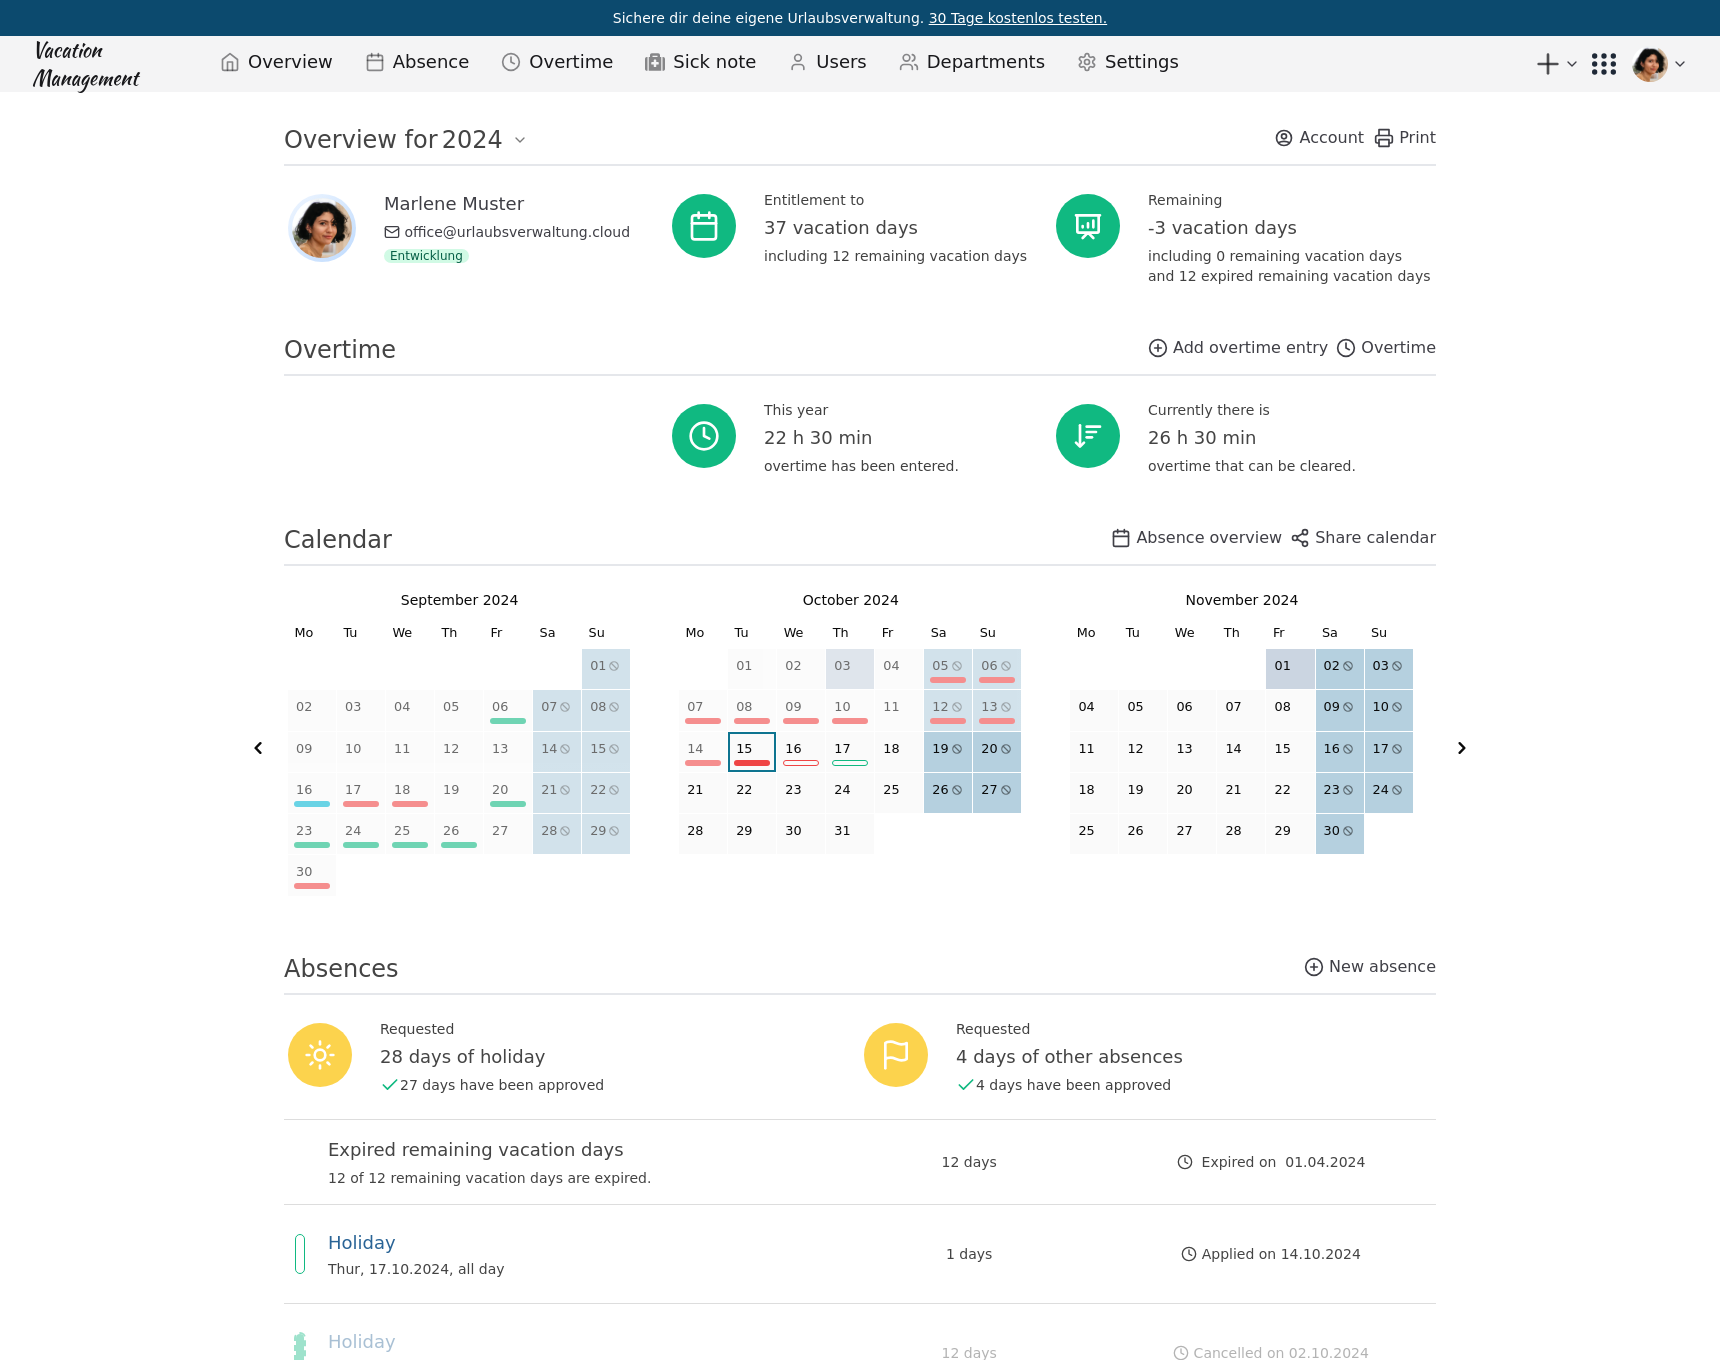 Sichere dir deine eigene Urlaubsverwaltung. 30 Tage kostenlos testen.
Vacation
Management
Overview Absence Overtime Sick note Users Departments Settings
Overview for 2024 Account Print
Marlene Muster
office@urlaubsverwaltung.cloud
Entwicklung
Entitlement to
37 vacation days
including 12 remaining vacation days
Remaining
-3 vacation days
including 0 remaining vacation days
and 12 expired remaining vacation days
Overtime Add overtime entry Overtime
This year
22 h 30 min
overtime has been entered.
Currently there is
26 h 30 min
overtime that can be cleared.
Calendar Absence overview Share calendar
September 2024
Mo Tu We Th Fr Sa Su
01
02 03 04 05 06 07 08
09 10 11 12 13 14 15
16 17 18 19 20 21 22
23 24 25 26 27 28 29
30
October 2024
Mo Tu We Th Fr Sa Su
01 02 03 04 05 06
07 08 09 10 11 12 13
14 15 16 17 18 19 20
21 22 23 24 25 26 27
28 29 30 31
November 2024
Mo Tu We Th Fr Sa Su
01 02 03
04 05 06 07 08 09 10
11 12 13 14 15 16 17
18 19 20 21 22 23 24
25 26 27 28 29 30
Absences New absence
Requested
28 days of holiday
27 days have been approved
Requested
4 days of other absences
4 days have been approved
Expired remaining vacation days
12 of 12 remaining vacation days are expired.
12 days
Expired on 01.04.2024
Holiday
Thur, 17.10.2024, all day
1 days
Applied on 14.10.2024
Holiday
12 days
Cancelled on 02.10.2024